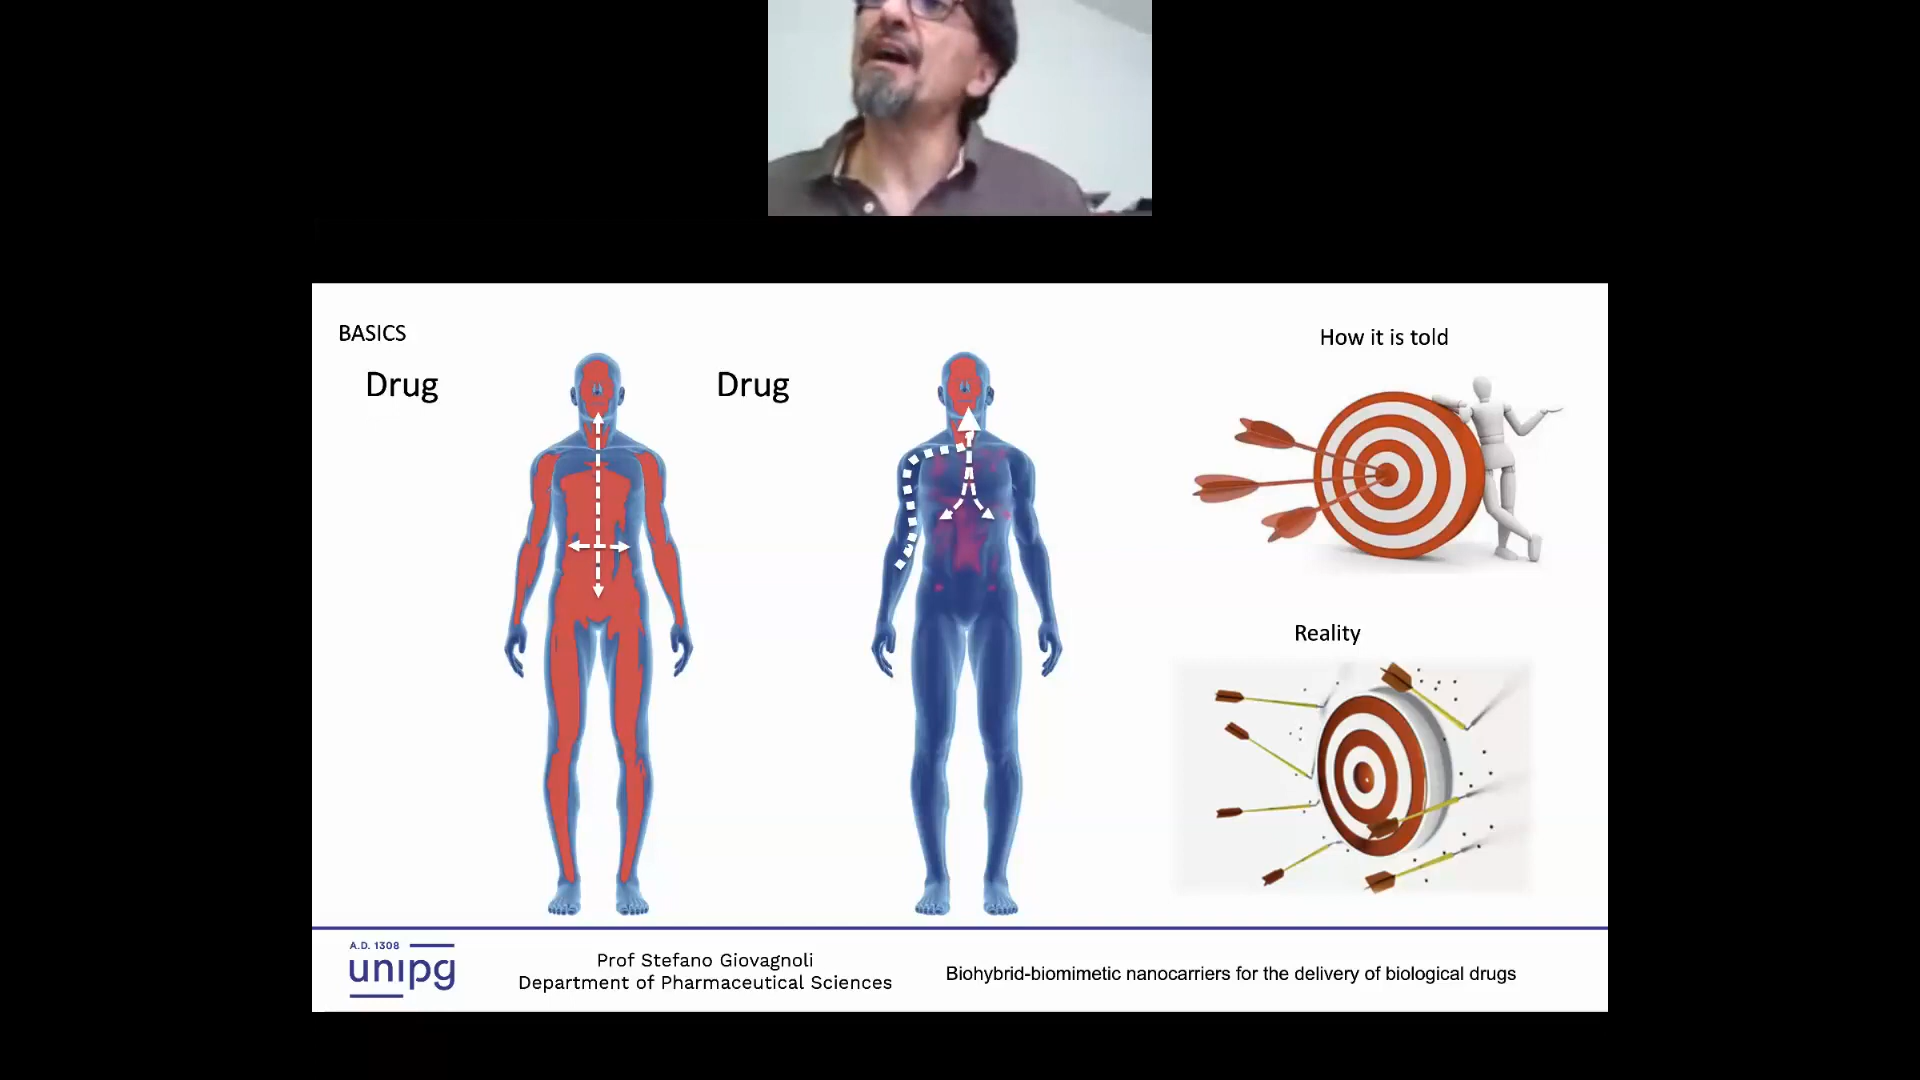 BASICS
Drug
Drug
How it is told
Reality
A.D. 1308
unipg
Prof Stefano Giovagnoli
Department of Pharmaceutical Sciences
Biohybrid-biomimetic nanocarriers for the delivery of biological drugs